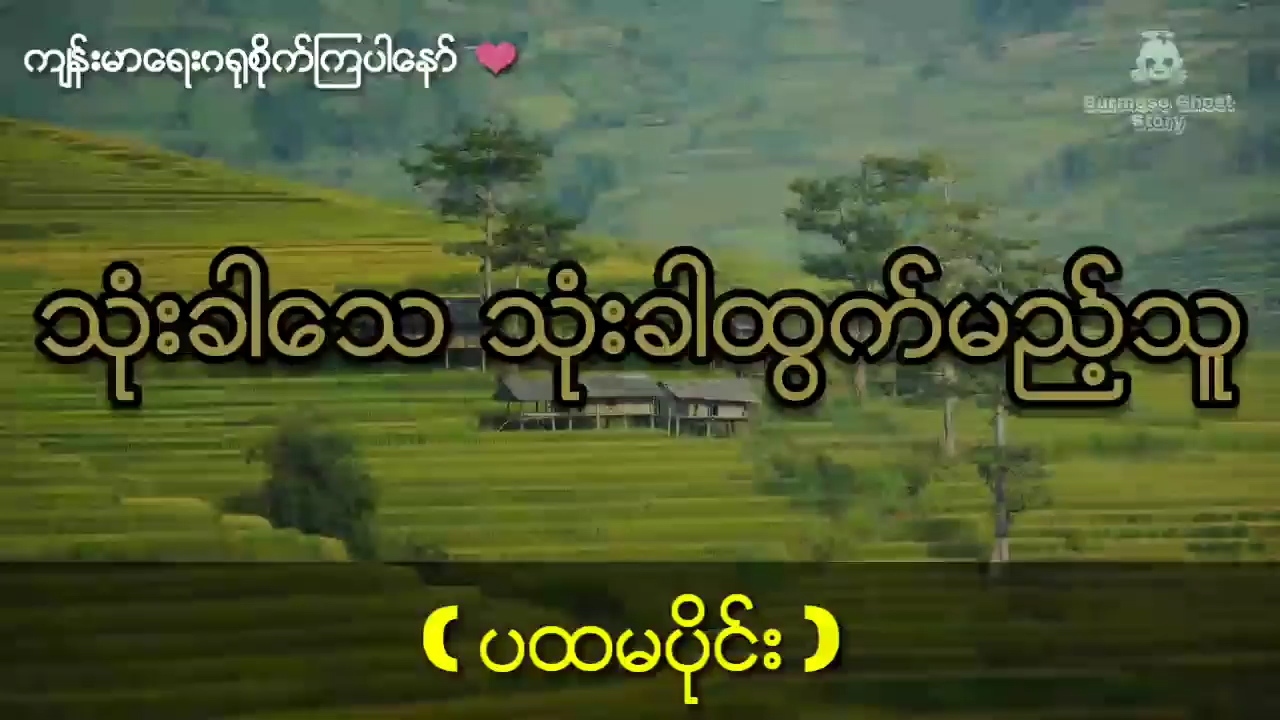 ကျန်းမာရေးဂရုစိုက်ကြပါနော် ❤
Burmese Ghost
Story
သုံးခါသေ သုံးခါထွက်မည့်သူ
( ပထမပိုင်း )